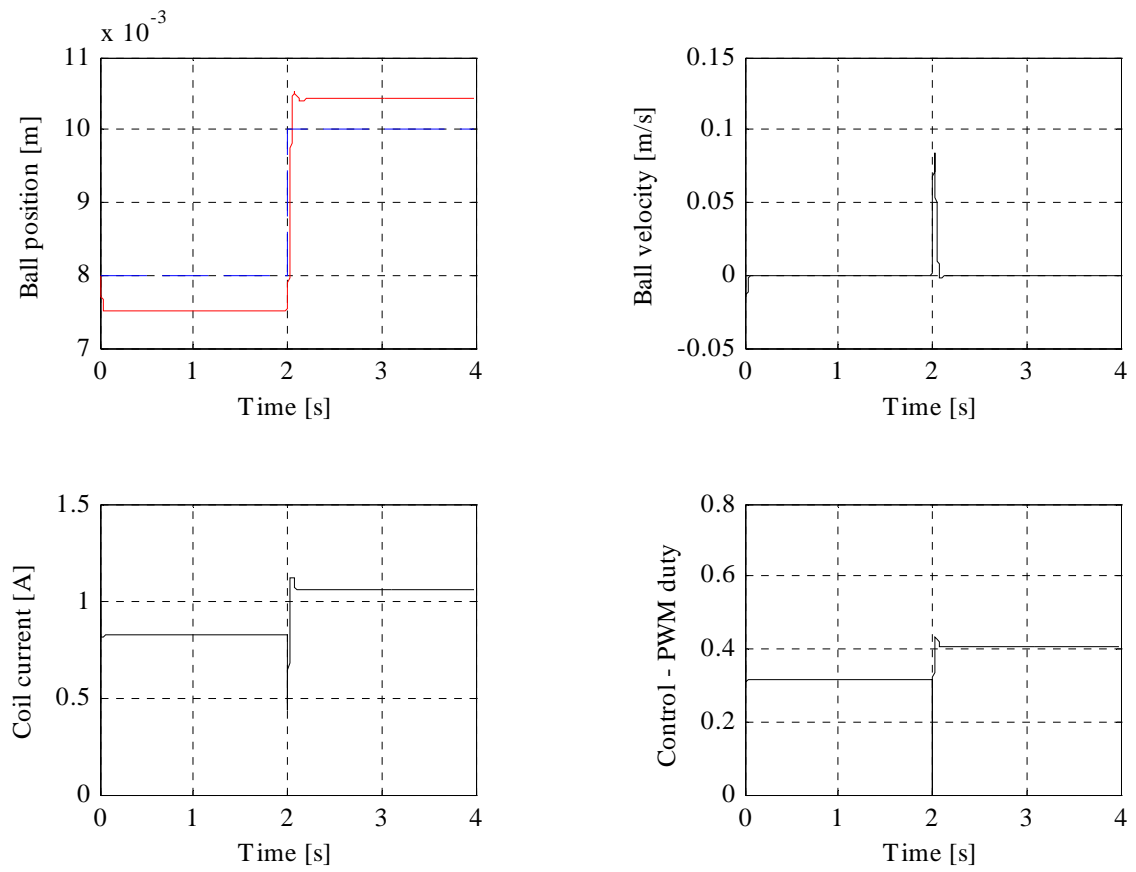 x 10^-3
11
10
9
8
7
Ball position [m]
0 1 2 3 4
Time [s]
0.15
0.1
0.05
0
-0.05
Ball velocity [m/s]
0 1 2 3 4
Time [s]
1.5
1
0.5
0
Coil current [A]
0 1 2 3 4
Time [s]
0.8
0.6
0.4
0.2
0
Control - PWM duty
0 1 2 3 4
Time [s]